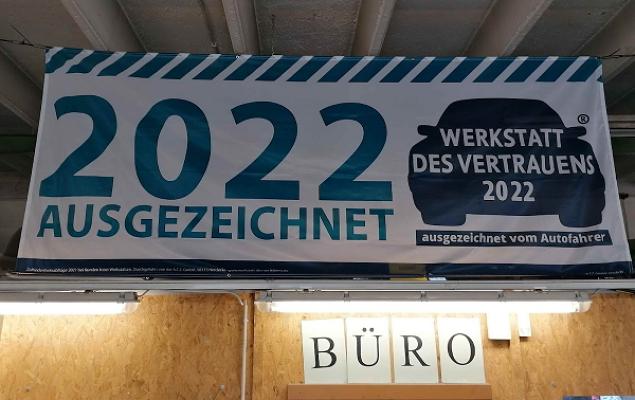 2022
AUSGEZEICHNET
WERKSTATT
DES VERTRAUENS
2022
®
ausgezeichnet vom Autofahrer
BÜRO